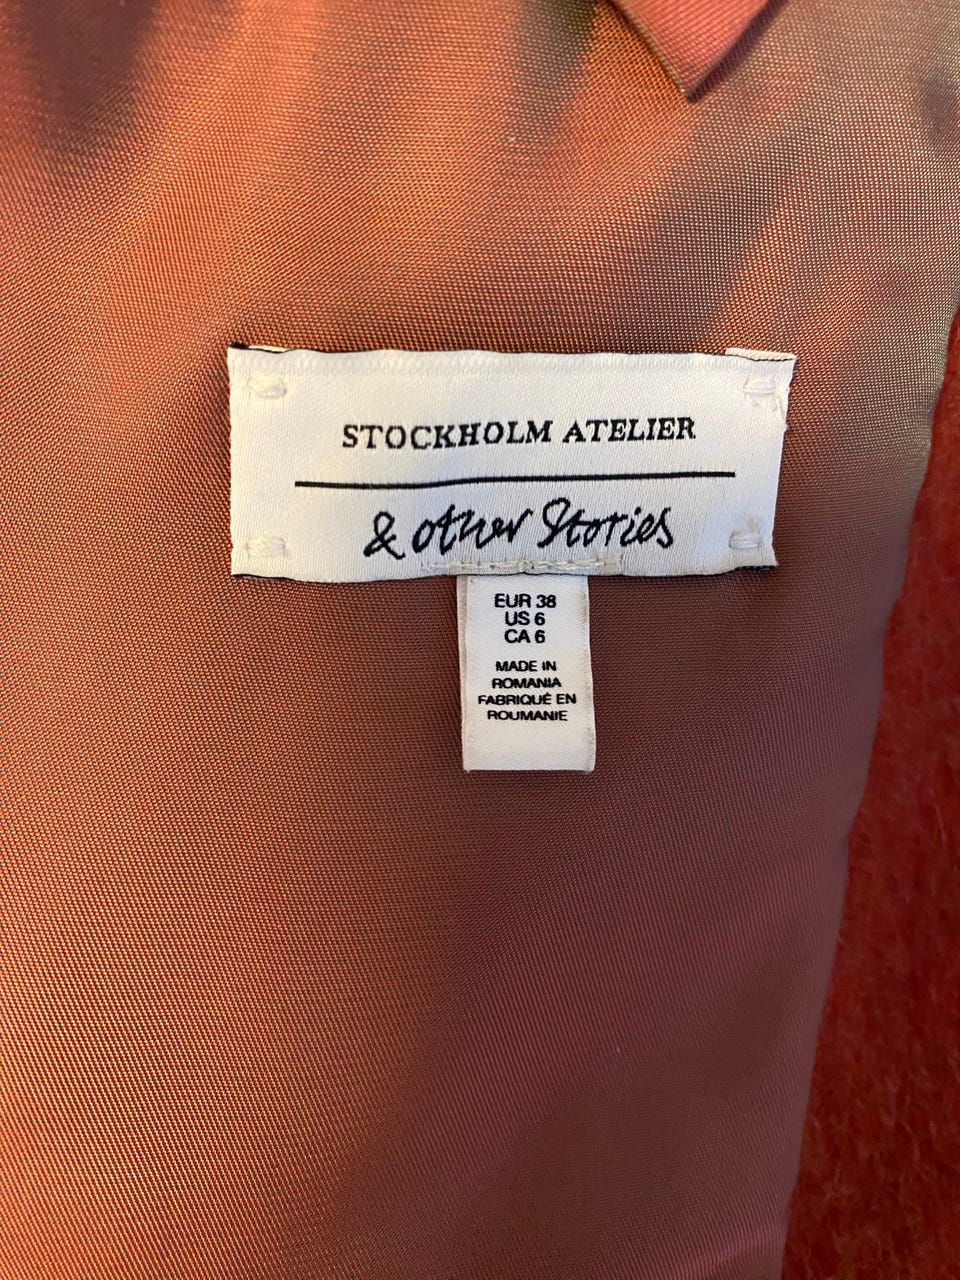 STOCKHOLM ATELIER
& other Stories
EUR 38
US 6
CA 6
MADE IN
ROMANIA
FABRIQUÉ EN
ROUMANIE